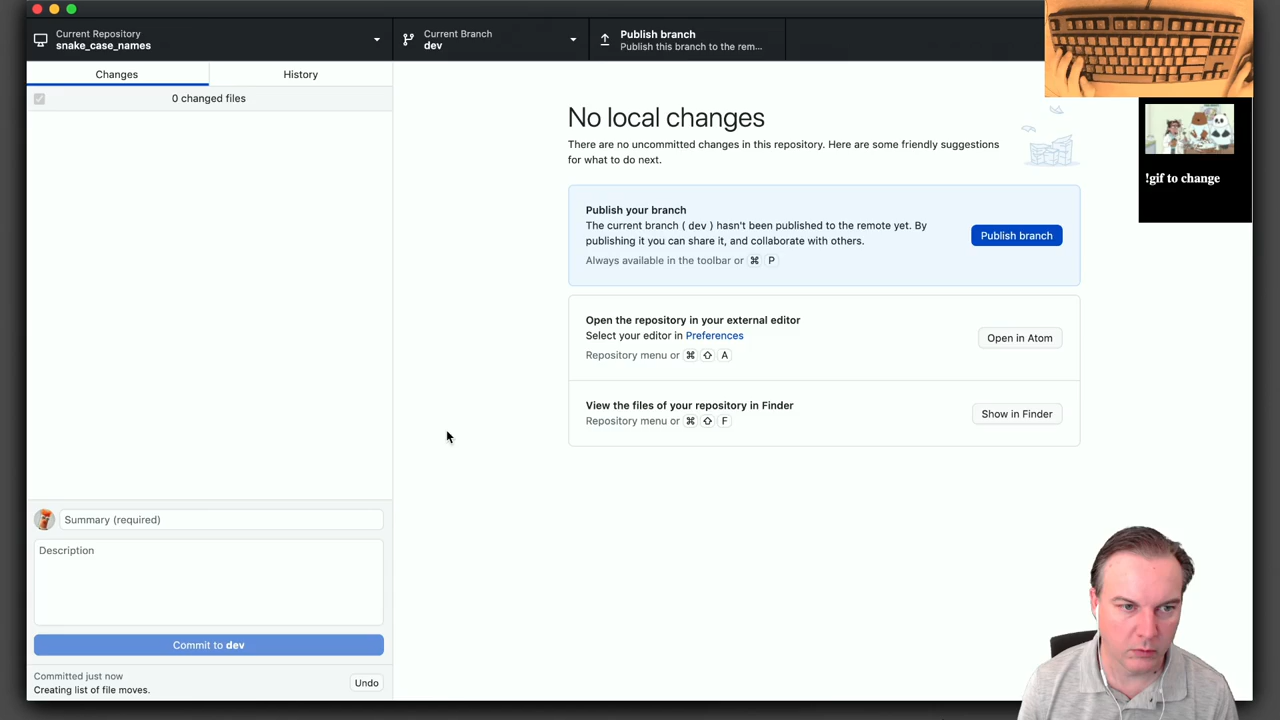 Current Repository
snake_case_names
Current Branch
dev
Publish branch
Publish this branch to the rem...
Changes
History
0 changed files
No local changes
There are no uncommitted changes in this repository. Here are some friendly suggestions
for what to do next.
Publish your branch
The current branch ( dev ) hasn't been published to the remote yet. By
publishing it you can share it, and collaborate with others.
Always available in the toolbar or ⌘ P
Publish branch
Open the repository in your external editor
Select your editor in Preferences
Repository menu or ⌘ ⇧ A
Open in Atom
View the files of your repository in Finder
Repository menu or ⌘ ⇧ F
Show in Finder
!gif to change
Summary (required)
Description
Commit to dev
Committed just now
Creating list of file moves.
Undo